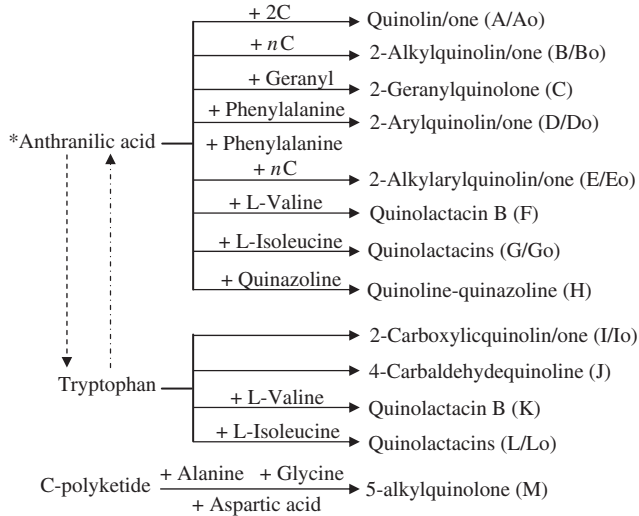 + 2C
Quinolin/one (A/Ao)
+ nC
2-Alkylquinolin/one (B/Bo)
+ Geranyl
2-Geranylquinolone (C)
+ Phenylalanine
2-Arylquinolin/one (D/Do)
*Anthranilic acid
+ Phenylalanine
+ nC
2-Alkylarylquinolin/one (E/Eo)
+ L-Valine
Quinolactacin B (F)
+ L-Isoleucine
Quinolactacins (G/Go)
+ Quinazoline
Quinoline-quinazoline (H)
2-Carboxylicquinolin/one (I/Io)
4-Carbaldehydequinoline (J)
Tryptophan
+ L-Valine
Quinolactacin B (K)
+ L-Isoleucine
Quinolactacins (L/Lo)
C-polyketide
+ Alanine + Glycine
+ Aspartic acid
5-alkylquinolone (M)